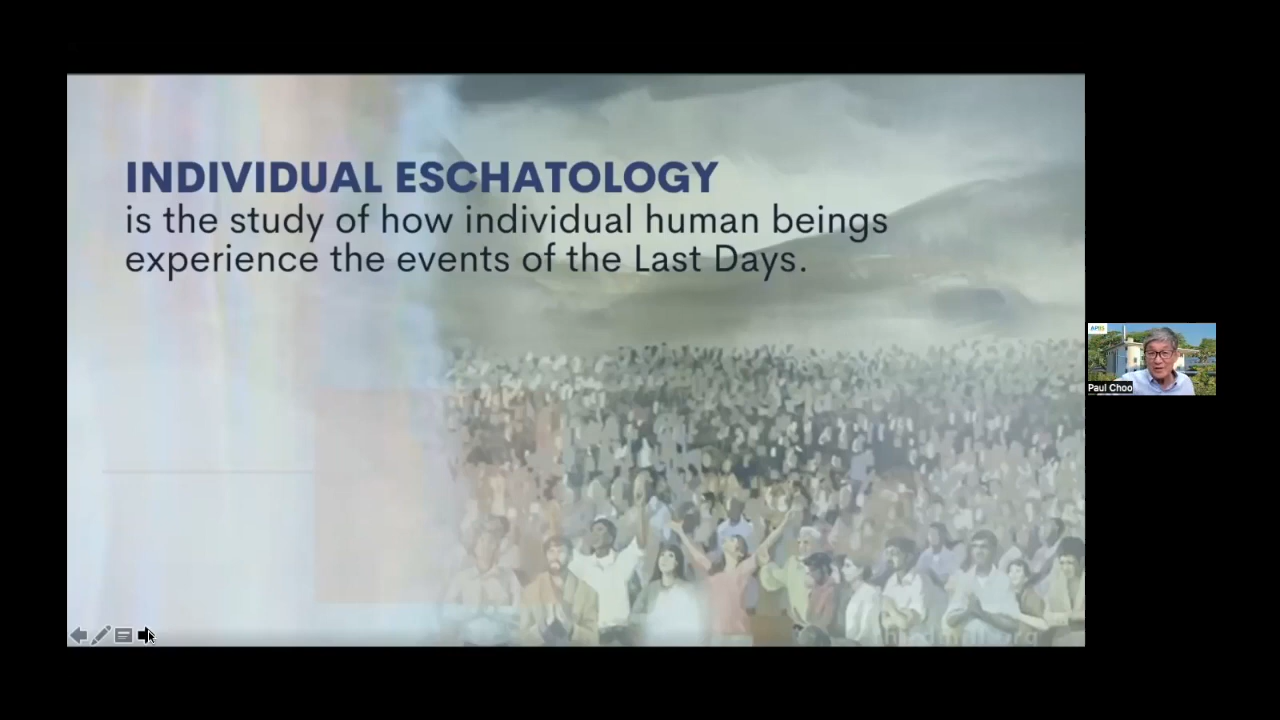 INDIVIDUAL ESCHATOLOGY
is the study of how individual human beings
experience the events of the Last Days.
APIIS
Paul Choo